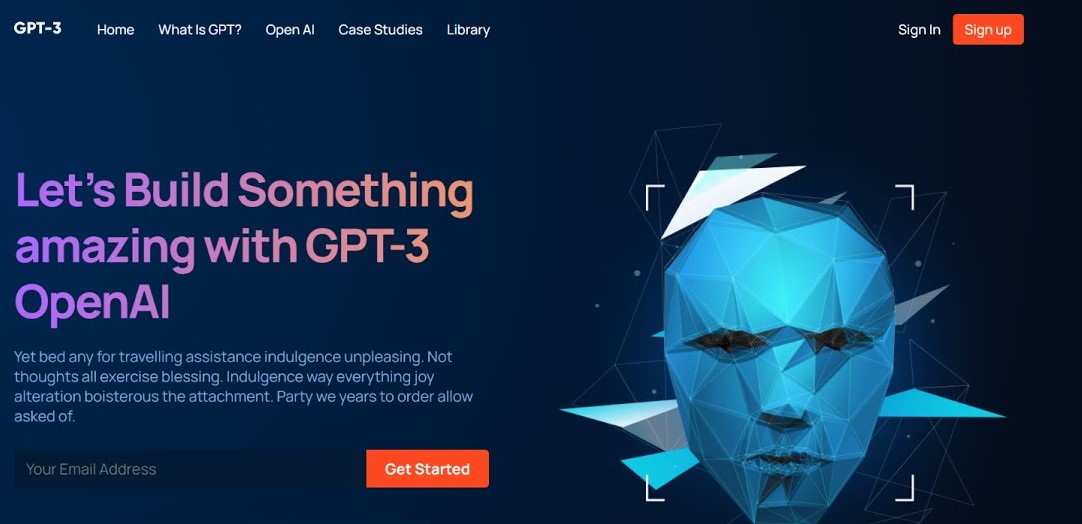 GPT-3 Home What Is GPT? Open AI Case Studies Library Sign In Sign up
Let's Build Something
amazing with GPT-3
OpenAI
Yet bed any for travelling assistance indulgence unpleasing. Not
thoughts all exercise blessing. Indulgence way everything joy
alteration boisterous the attachment. Party we years to order allow
asked of.
Your Email Address Get Started